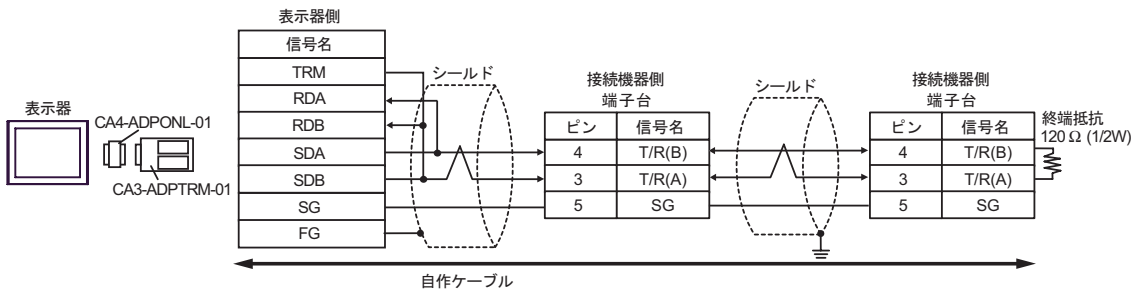 表示器側
信号名
TRM
RDA
RDB
SDA
SDB
SG
FG
表示器
CA4-ADPONL-01
CA3-ADPTRM-01
シールド
接続機器側
端子台
ピン 信号名
4 T/R(B)
3 T/R(A)
5 SG
シールド
接続機器側
端子台
ピン 信号名
4 T/R(B)
3 T/R(A)
5 SG
終端抵抗
120 Ω (1/2W)
自作ケーブル